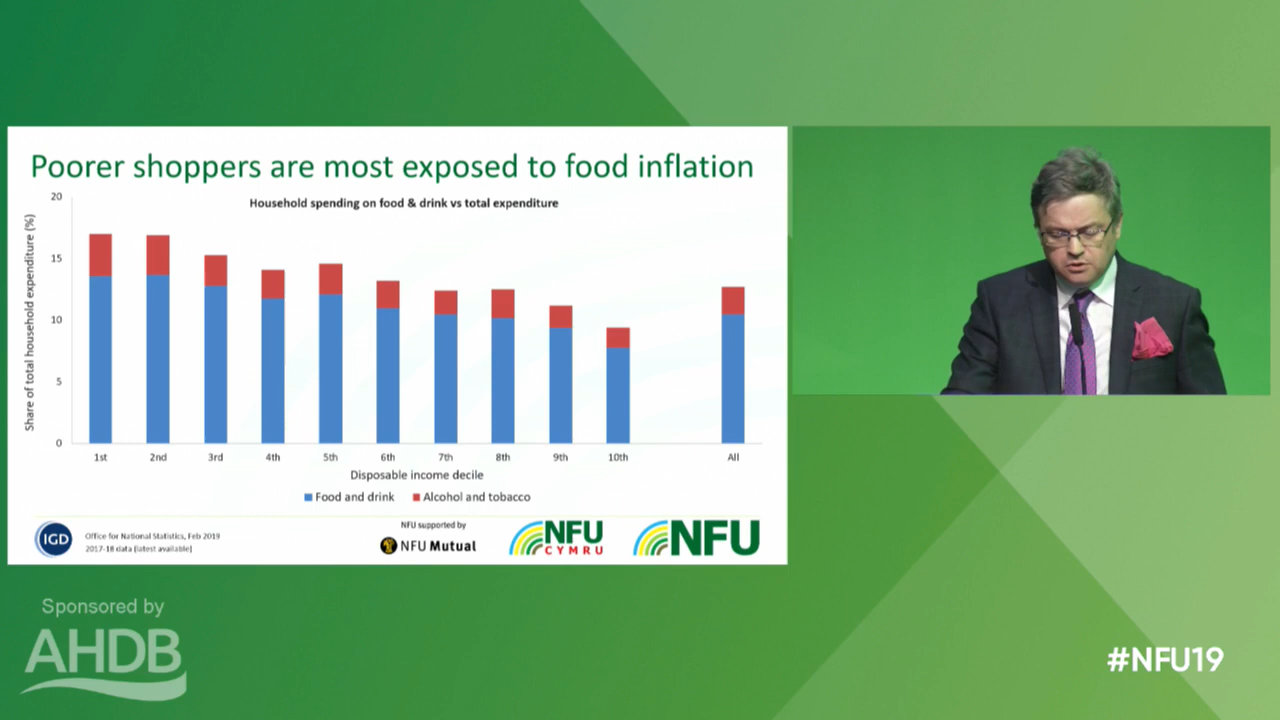 Poorer shoppers are most exposed to food inflation
Household spending on food & drink vs total expenditure
Share of total household expenditure (%)
20
15
10
5
0
1st 2nd 3rd 4th 5th 6th 7th 8th 9th 10th All
Disposable income decile
Food and drink Alcohol and tobacco
IGD
Office for National Statistics, Feb 2019
2017-18 data (latest available)
NFU supported by
NFU Mutual
NFU
CYMRU
NFU
Sponsored by
AHDB
#NFU19